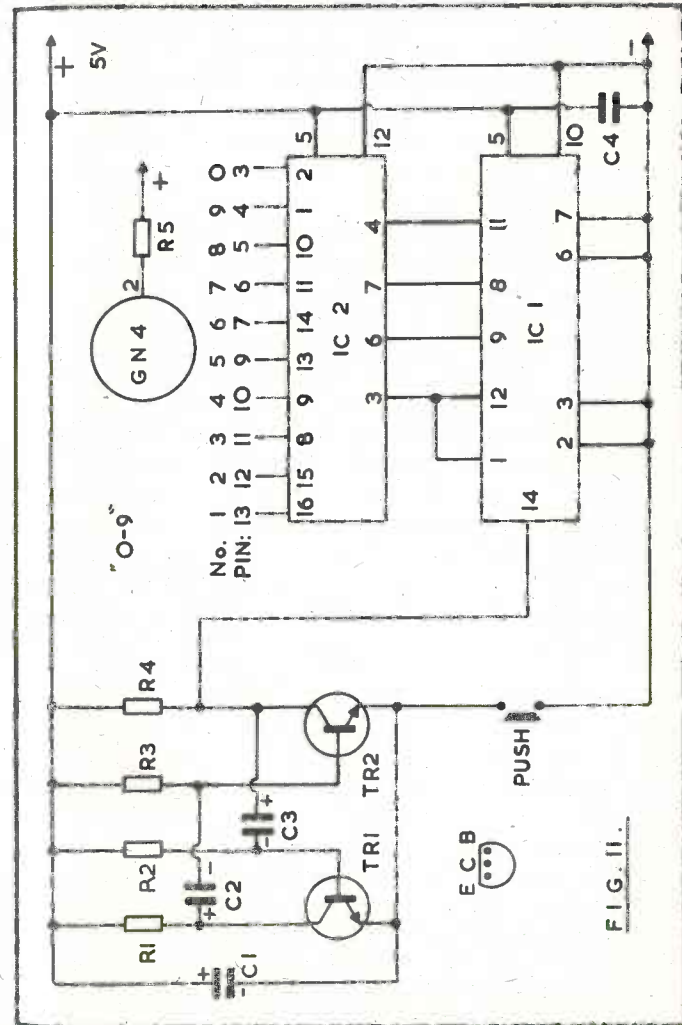 +
5V
R1
R2
R3
R4
+
-
C1
+
-
C2
-
+
C3
TR1
TR2
PUSH
E C B
"0-9"
GN4
2
R5
+
No. 1 2 3 4 5 6 7 8 9 0
PIN: 13 12 11 10 9 7 6 5 4 3
16 15 8 9 13 14 11 10 1 2
5
IC 2
3 6 7 4
12
1 12 9 8 11
5
14
IC 1
10
2 3 6 7
C4
-
FIG. 11.